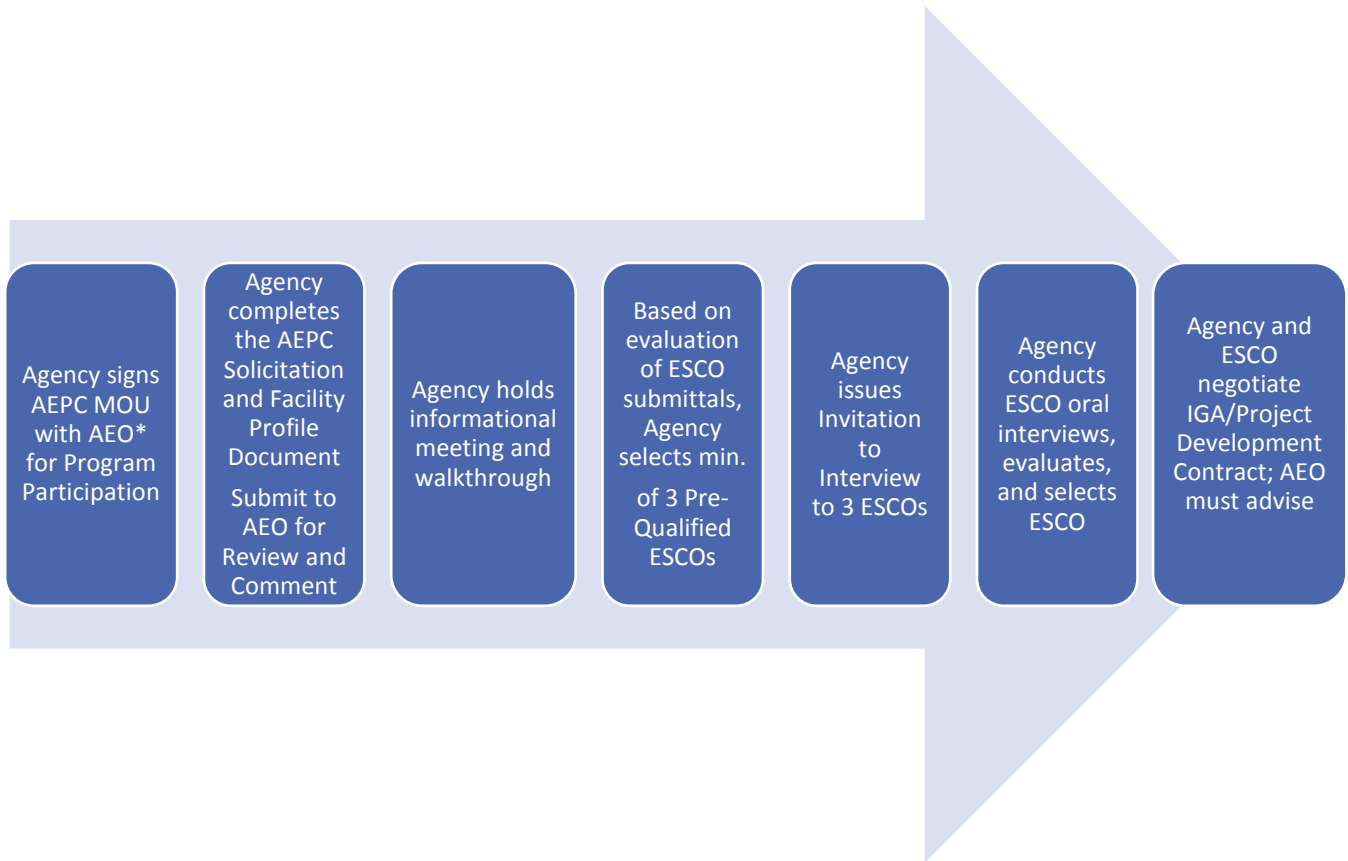 Agency signs
AEPC MOU
with AEO*
for Program
Participation
Agency
completes
the AEPC
Solicitation
and Facility
Profile
Document
Submit to
AEO for
Review and
Comment
Agency holds
informational
meeting and
walkthrough
Based on
evaluation
of ESCO
submittals,
Agency
selects min.
of 3 Pre-
Qualified
ESCOs
Agency
issues
Invitation
to
Interview
to 3 ESCOs
Agency
conducts
ESCO oral
interviews,
evaluates,
and selects
ESCO
Agency and
ESCO
negotiate
IGA/Project
Development
Contract; AEO
must advise